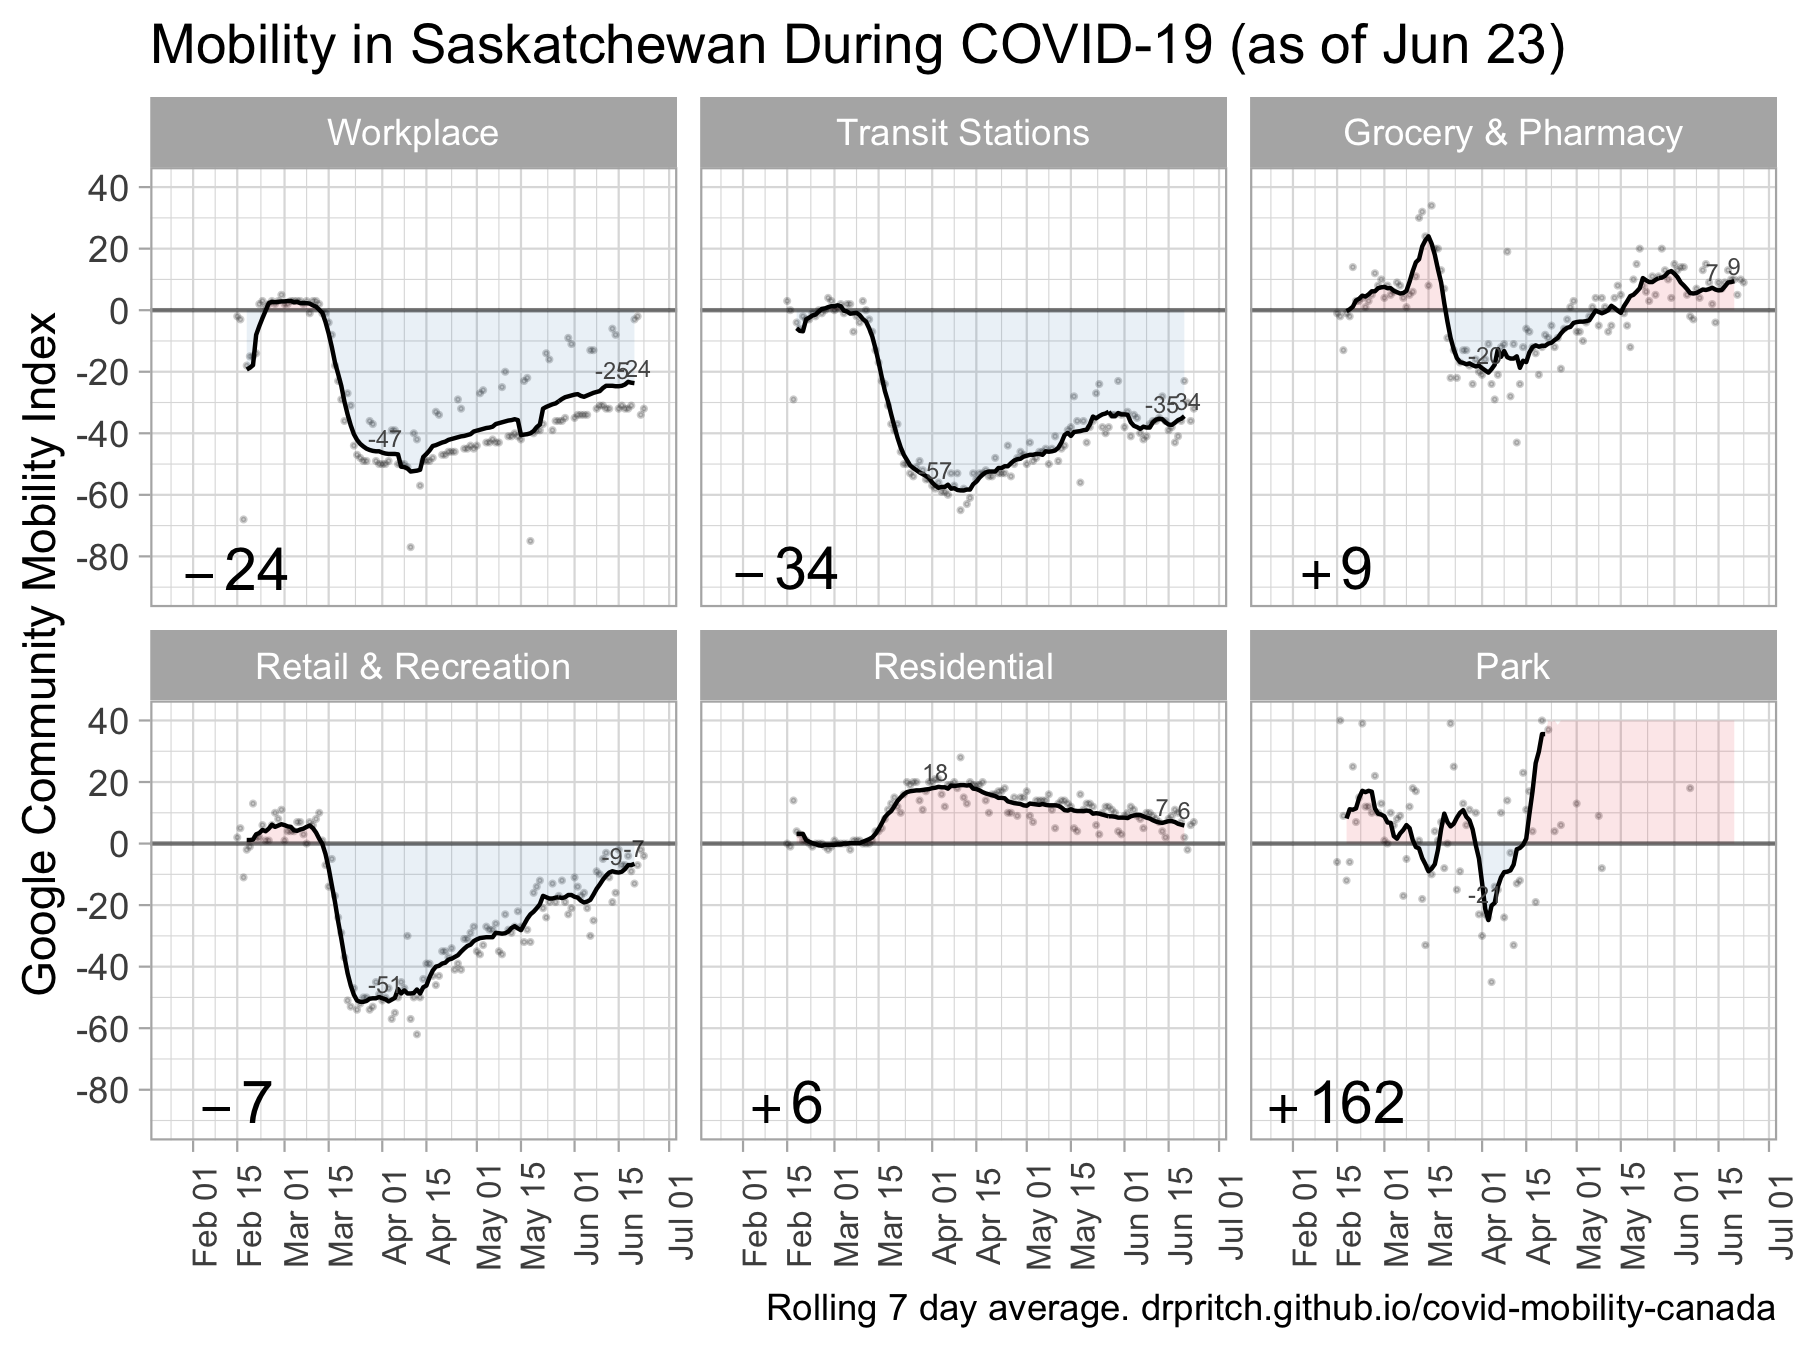 Mobility in Saskatchewan During COVID-19 (as of Jun 23)
Google Community Mobility Index
Workplace
Transit Stations
Grocery & Pharmacy
40
20
0
-20
-40
-60
-80
-47
-25
-24
−24
57
-35
-34
−34
-20
7
9
+9
Retail & Recreation
Residential
Park
40
20
0
-20
-40
-60
-80
-51
-9
-7
−7
18
7
6
+6
-21
+162
Feb 01
Feb 15
Mar 01
Mar 15
Apr 01
Apr 15
May 01
May 15
Jun 01
Jun 15
Jul 01
Feb 01
Feb 15
Mar 01
Mar 15
Apr 01
Apr 15
May 01
May 15
Jun 01
Jun 15
Jul 01
Feb 01
Feb 15
Mar 01
Mar 15
Apr 01
Apr 15
May 01
May 15
Jun 01
Jun 15
Jul 01
Rolling 7 day average. drpritch.github.io/covid-mobility-canada